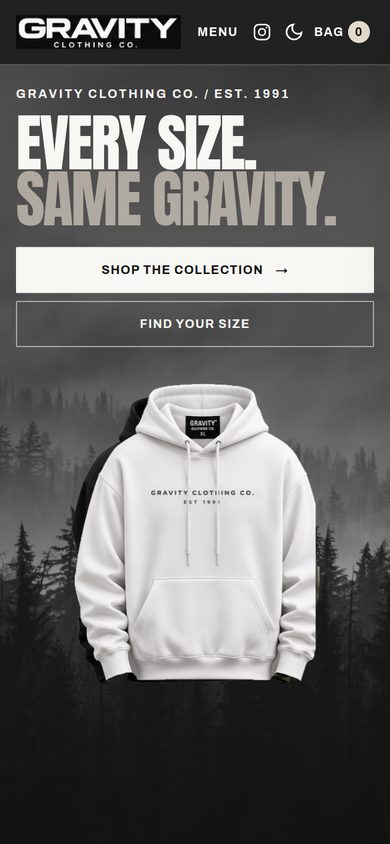 GRAVITY
CLOTHING CO.
MENU
BAG 0
GRAVITY CLOTHING CO. / EST. 1991
EVERY SIZE.
SAME GRAVITY.
SHOP THE COLLECTION →
FIND YOUR SIZE
GRAVITY
CLOTHING CO.
XL
GRAVITY CLOTHING CO.
EST 1991